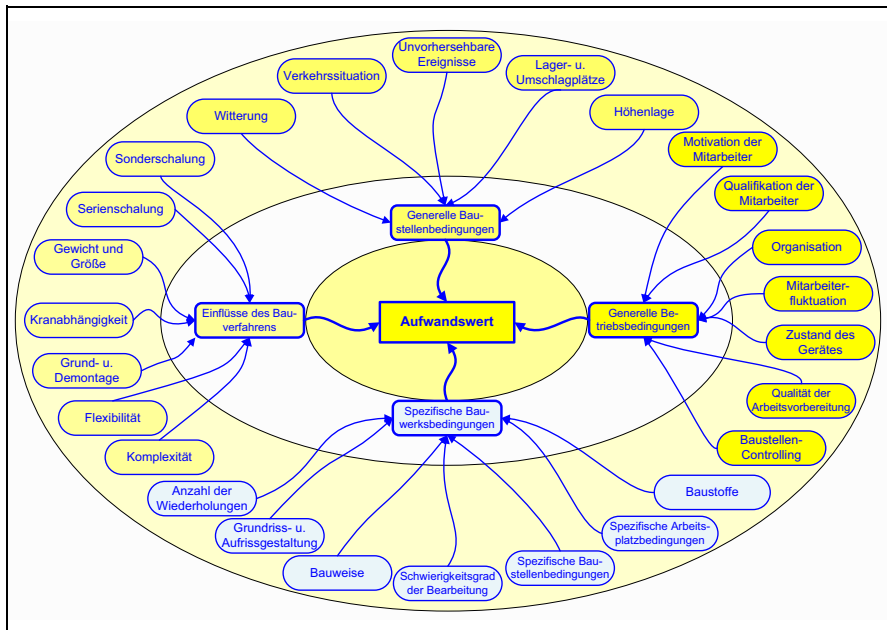 Unvorhersehbare
Ereignisse
Verkehrssituation
Lager- u.
Umschlagplätze
Witterung
Höhenlage
Sonderschalung
Motivation der
Mitarbeiter
Serienschalung
Qualifikation der
Mitarbeiter
Generelle Bau-
stellenbedingungen
Gewicht und
Größe
Organisation
Kranabhängigkeit
Einflüsse des Bau-
verfahrens
Aufwandswert
Generelle Be-
triebsbedingungen
Mitarbeiter-
fluktuation
Zustand des
Gerätes
Grund- u.
Demontage
Qualität der
Arbeitsvorbereitung
Flexibilität
Spezifische Bau-
werksbedingungen
Baustellen-
Controlling
Komplexität
Anzahl der
Wiederholungen
Baustoffe
Grundriss- u.
Aufrissgestaltung
Spezifische Arbeits-
platzbedingungen
Bauweise
Schwierigkeitsgrad
der Bearbeitung
Spezifische Bau-
stellenbedingungen